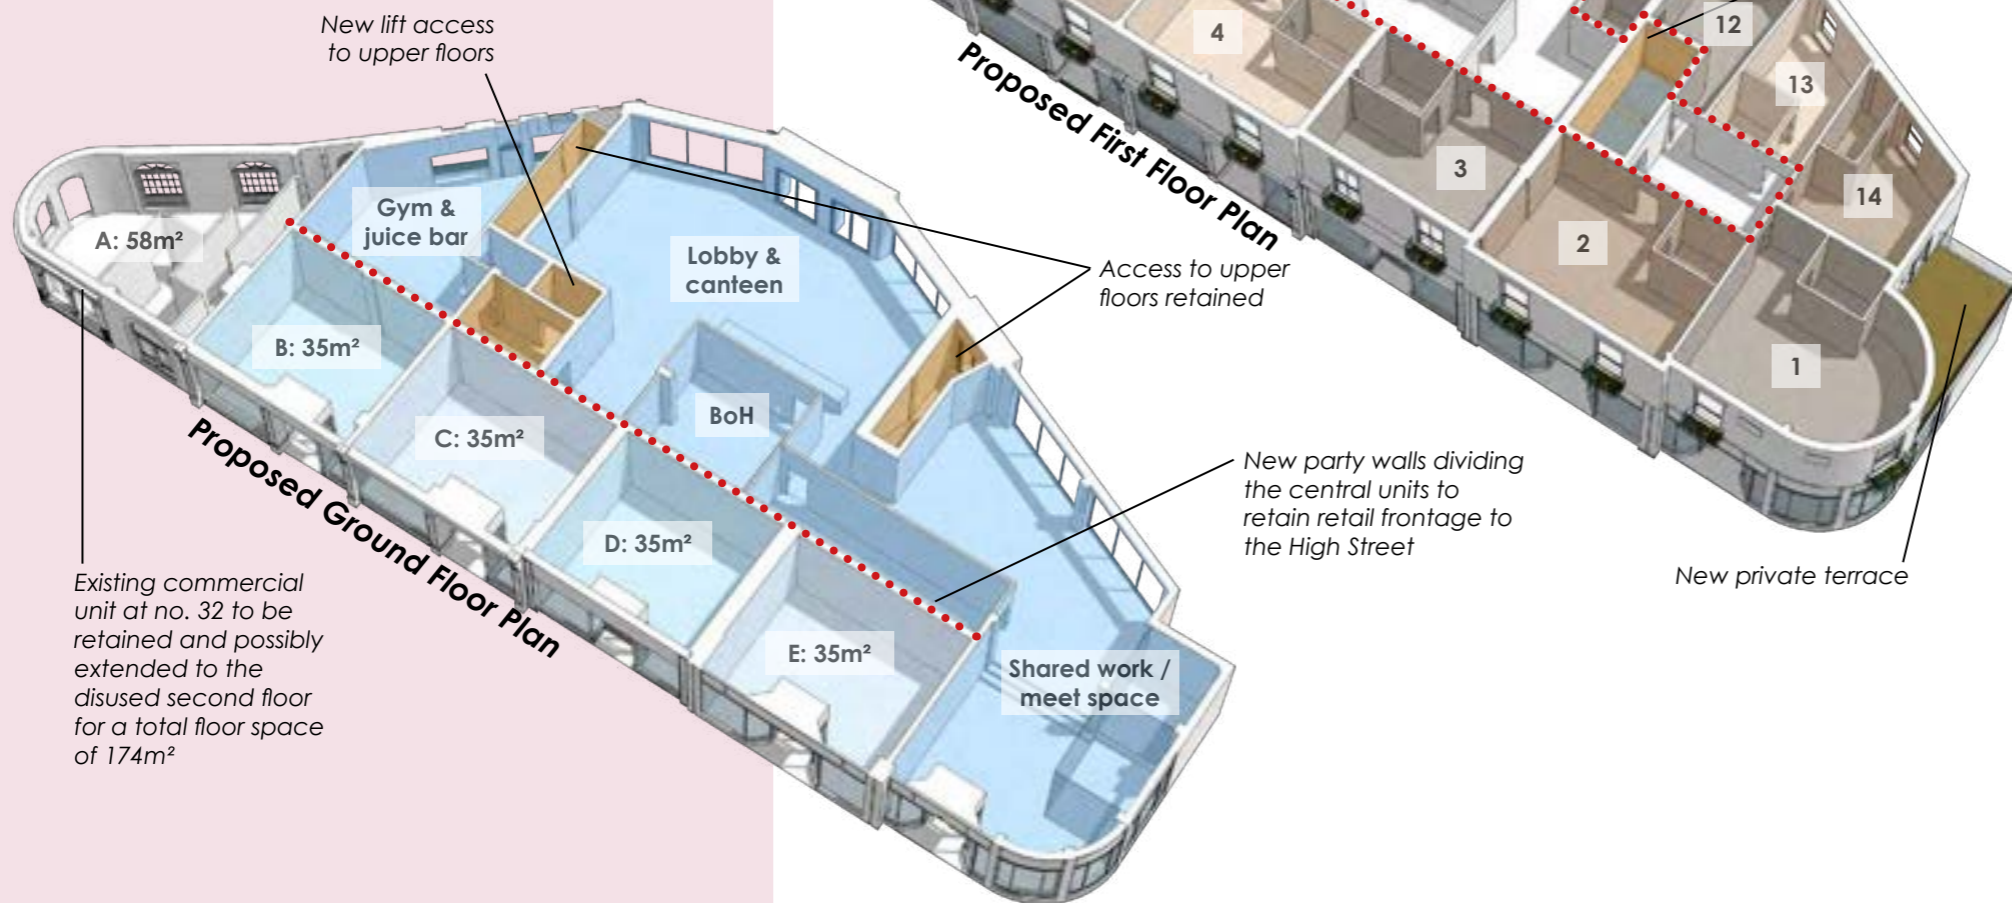 New lift access
to upper floors
4
12
13
Proposed First Floor Plan
3
14
2
1
A: 58m²
Gym &
juice bar
Lobby &
canteen
Access to upper
floors retained
B: 35m²
BoH
C: 35m²
Proposed Ground Floor Plan
D: 35m²
E: 35m²
Shared work /
meet space
New party walls dividing
the central units to
retain retail frontage to
the High Street
New private terrace
Existing commercial
unit at no. 32 to be
retained and possibly
extended to the
disused second floor
for a total floor space
of 174m²